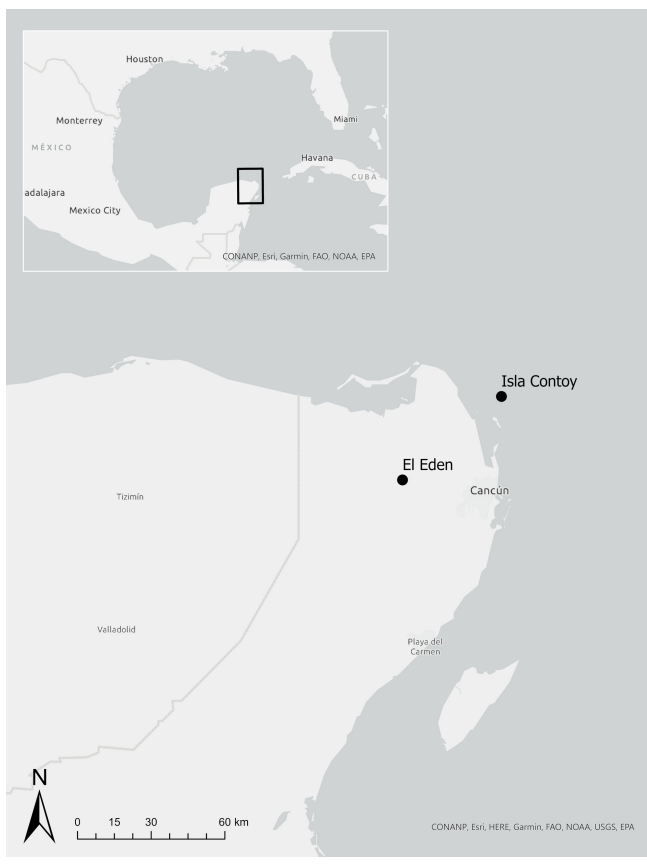 Houston
Monterrey
Miami
MÉXICO
Havana
CUBA
adalajara
Mexico City
CONANP, Esri, Garmin, FAO, NOAA, EPA
Isla Contoy
El Eden
Cancún
Tizimín
Valladolid
Playa del
Carmen
N
0 15 30 60 km
CONANP, Esri, HERE, Garmin, FAO, NOAA, USGS, EPA